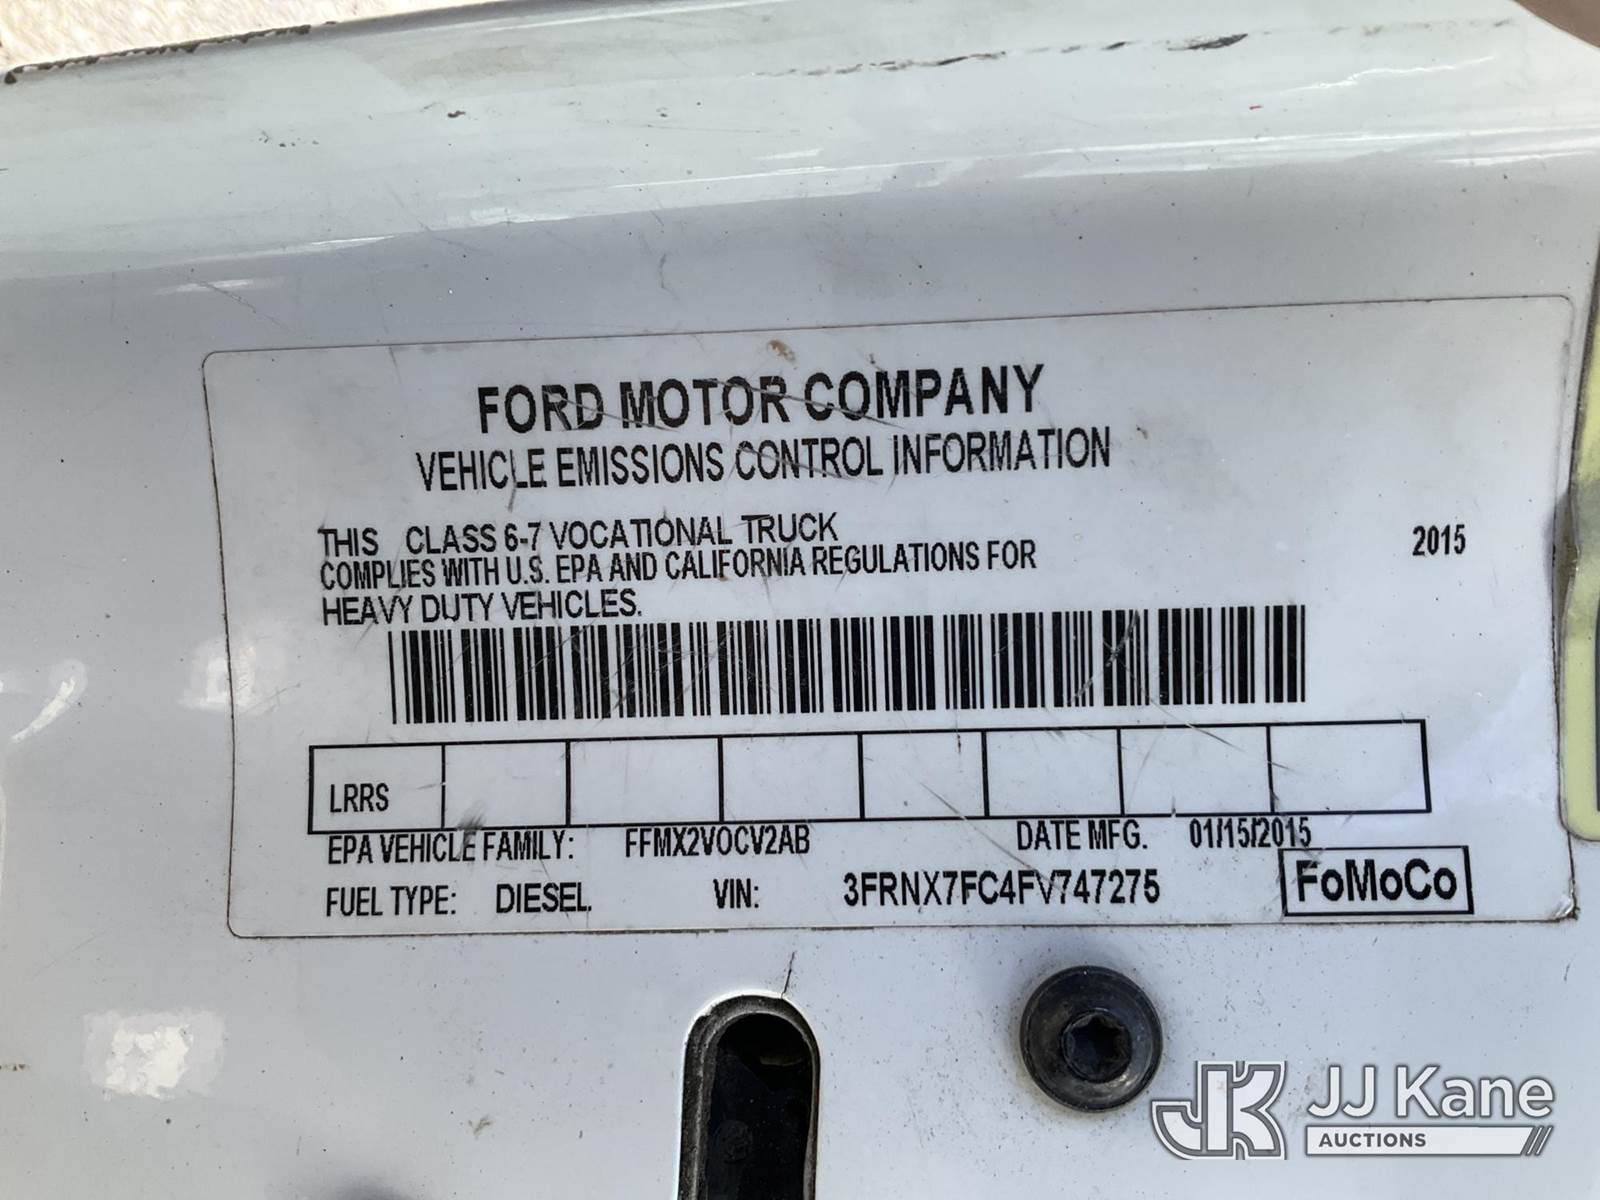 FORD MOTOR COMPANY
VEHICLE EMISSIONS CONTROL INFORMATION
THIS CLASS 6-7 VOCATIONAL TRUCK 2015
COMPLIES WITH U.S. EPA AND CALIFORNIA REGULATIONS FOR
HEAVY DUTY VEHICLES.
LRRS
EPA VEHICLE FAMILY: FFMX2VOCV2AB DATE MFG. 01/15/2015
FUEL TYPE: DIESEL. VIN: 3FRNX7FC4FV747275 FoMoCo
JK JJ Kane
AUCTIONS